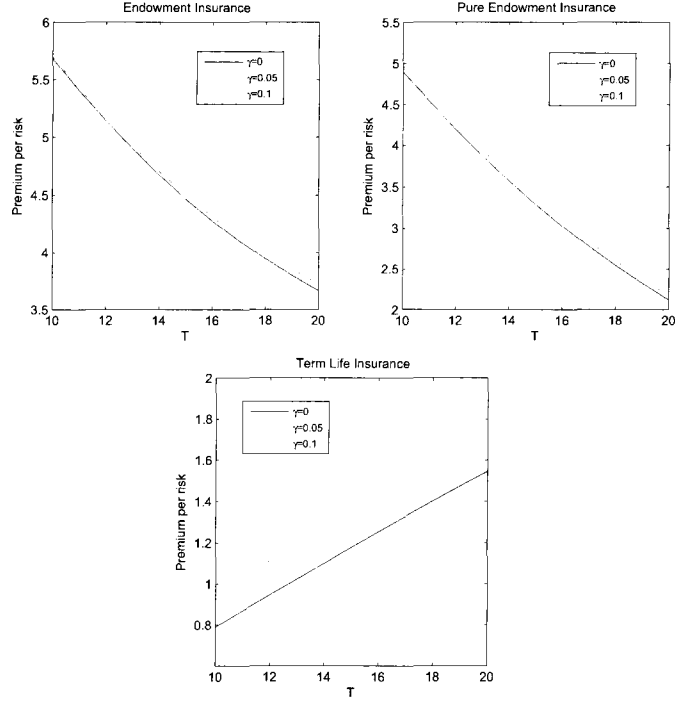 Endowment Insurance
6
5.5
5
4.5
4
3.5
10 12 14 16 18 20
T
Premium per risk
γ=0
γ=0.05
γ=0.1
Pure Endowment Insurance
5.5
5
4.5
4
3.5
3
2.5
2
10 12 14 16 18 20
T
Premium per risk
γ=0
γ=0.05
γ=0.1
Term Life Insurance
2
1.8
1.6
1.4
1.2
1
0.8
10 12 14 16 18 20
T
Premium per risk
γ=0
γ=0.05
γ=0.1